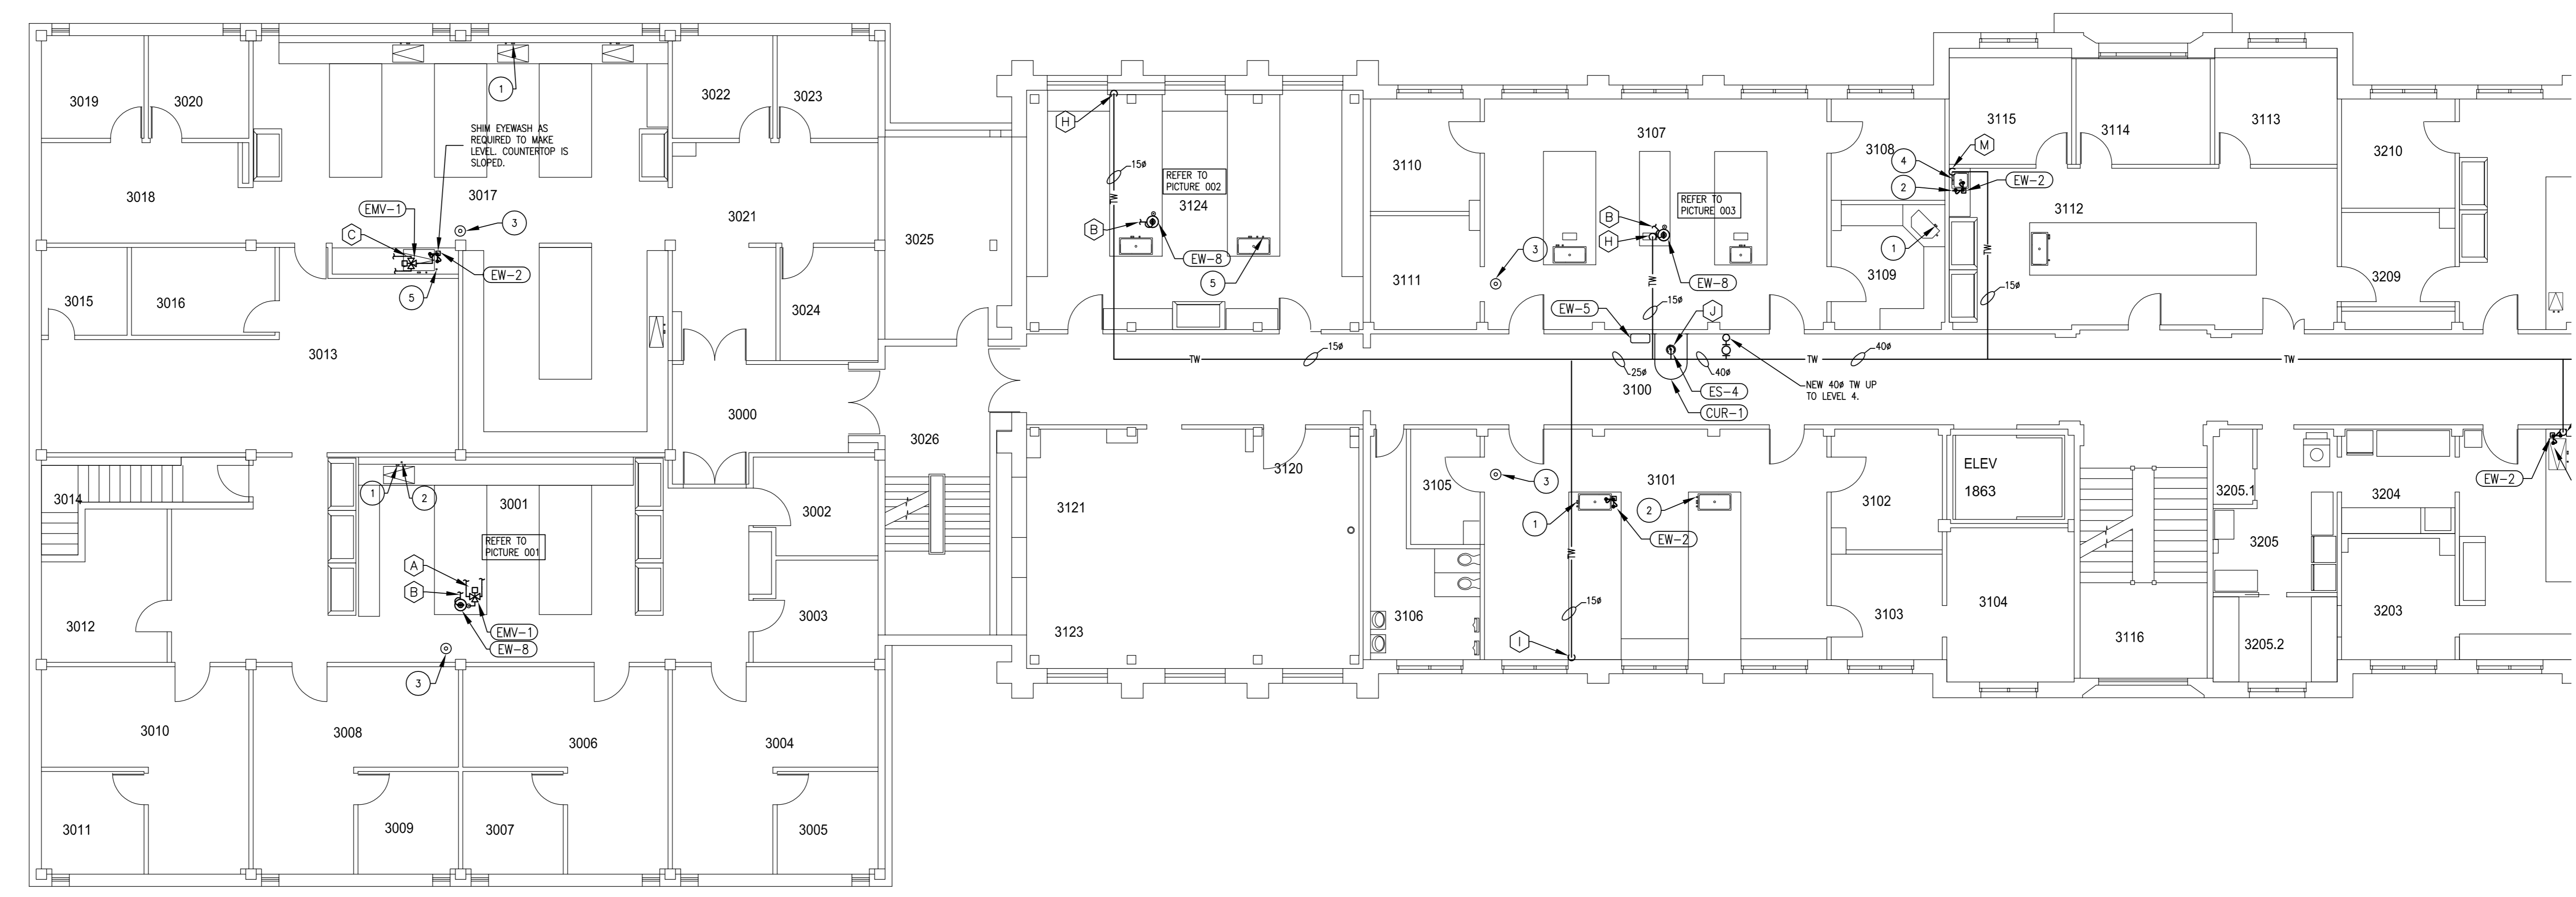 3019
3020
1
3022
3023
SHIM EYEWASH AS
REQUIRED TO MAKE
LEVEL. COUNTERTOP IS
SLOPED.
3018
3017
EMV-1
C
3
EW-2
5
3021
3025
3015
3016
3024
3013
3000
3026
H
15ø
TW
REFER TO
PICTURE 002
3124
B
EW-8
5
3110
3111
3107
REFER TO
PICTURE 003
B
H
3
EW-8
TW
15ø
EW-5
J
3108
4
2
M
EW-2
1
3109
3115
3114
3113
3112
TW
15ø
3210
3209
TW
15ø
25ø
40ø
TW
40ø
TW
3100
ES-4
CUR-1
NEW 40ø TW UP
TO LEVEL 4.
3014
1
2
3001
REFER TO
PICTURE 001
A
B
EMV-1
EW-8
3
3002
3003
3012
3121
3120
3123
3105
3
3101
1
2
EW-2
TW
15ø
3106
I
3102
3103
ELEV
1863
3104
3116
3205.1
3205
3205.2
3204
3203
EW-2
3010
3008
3006
3004
3011
3009
3007
3005